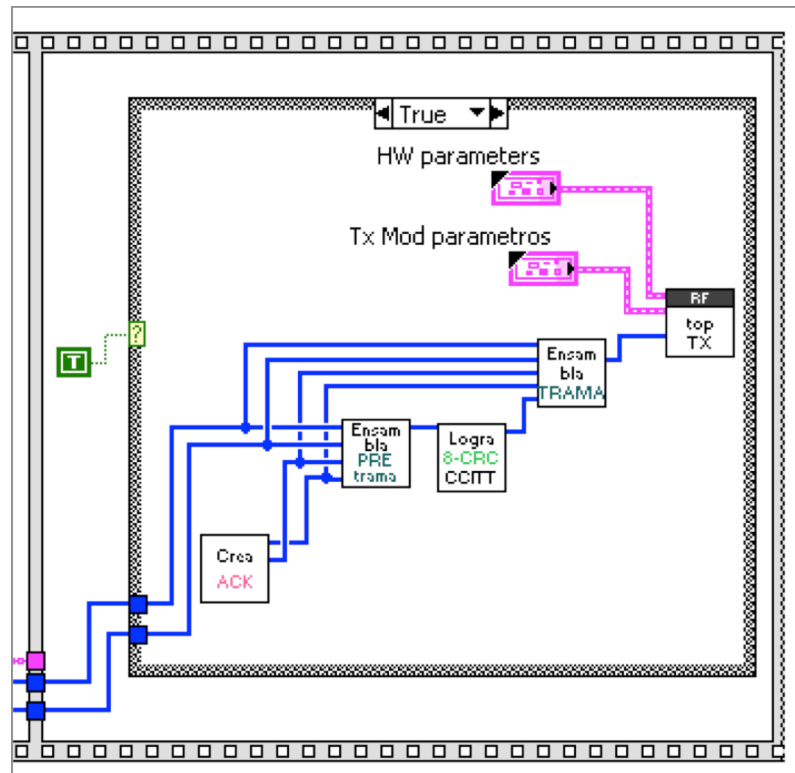 True
HW parameters
Tx Mod parametros
RF
top
TX
?
T
Ensam
bla
TRAMA
Ensam
bla
PRE
trama
Logra
8-CRC
CCITT
Crea
ACK